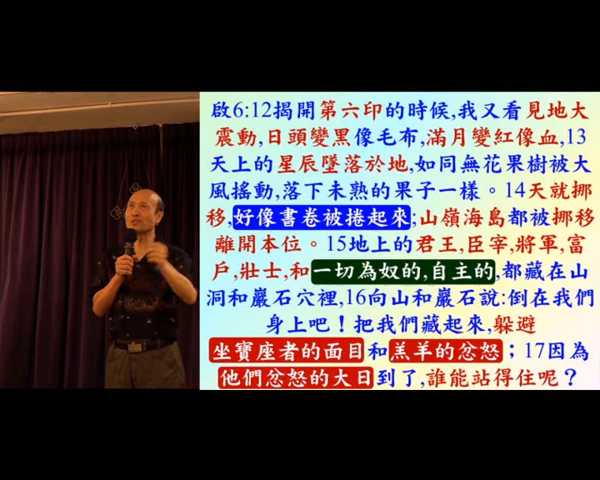 啟6:12揭開第六印的時候,我又看見地大
震動,日頭變黑像毛布,滿月變紅像血,13
天上的星辰墜落於地,如同無花果樹被大
風搖動,落下未熟的果子一樣。14天就挪
移,好像書卷被捲起來;山嶺海島都被挪移
離開本位。15地上的君王,臣宰,將軍,富
戶,壯士,和一切為奴的,自主的,都藏在山
洞和巖石穴裡,16向山和巖石說:倒在我們
身上吧！把我們藏起來,躲避
坐寶座者的面目和羔羊的忿怒；17因為
他們忿怒的大日到了,誰能站得住呢？